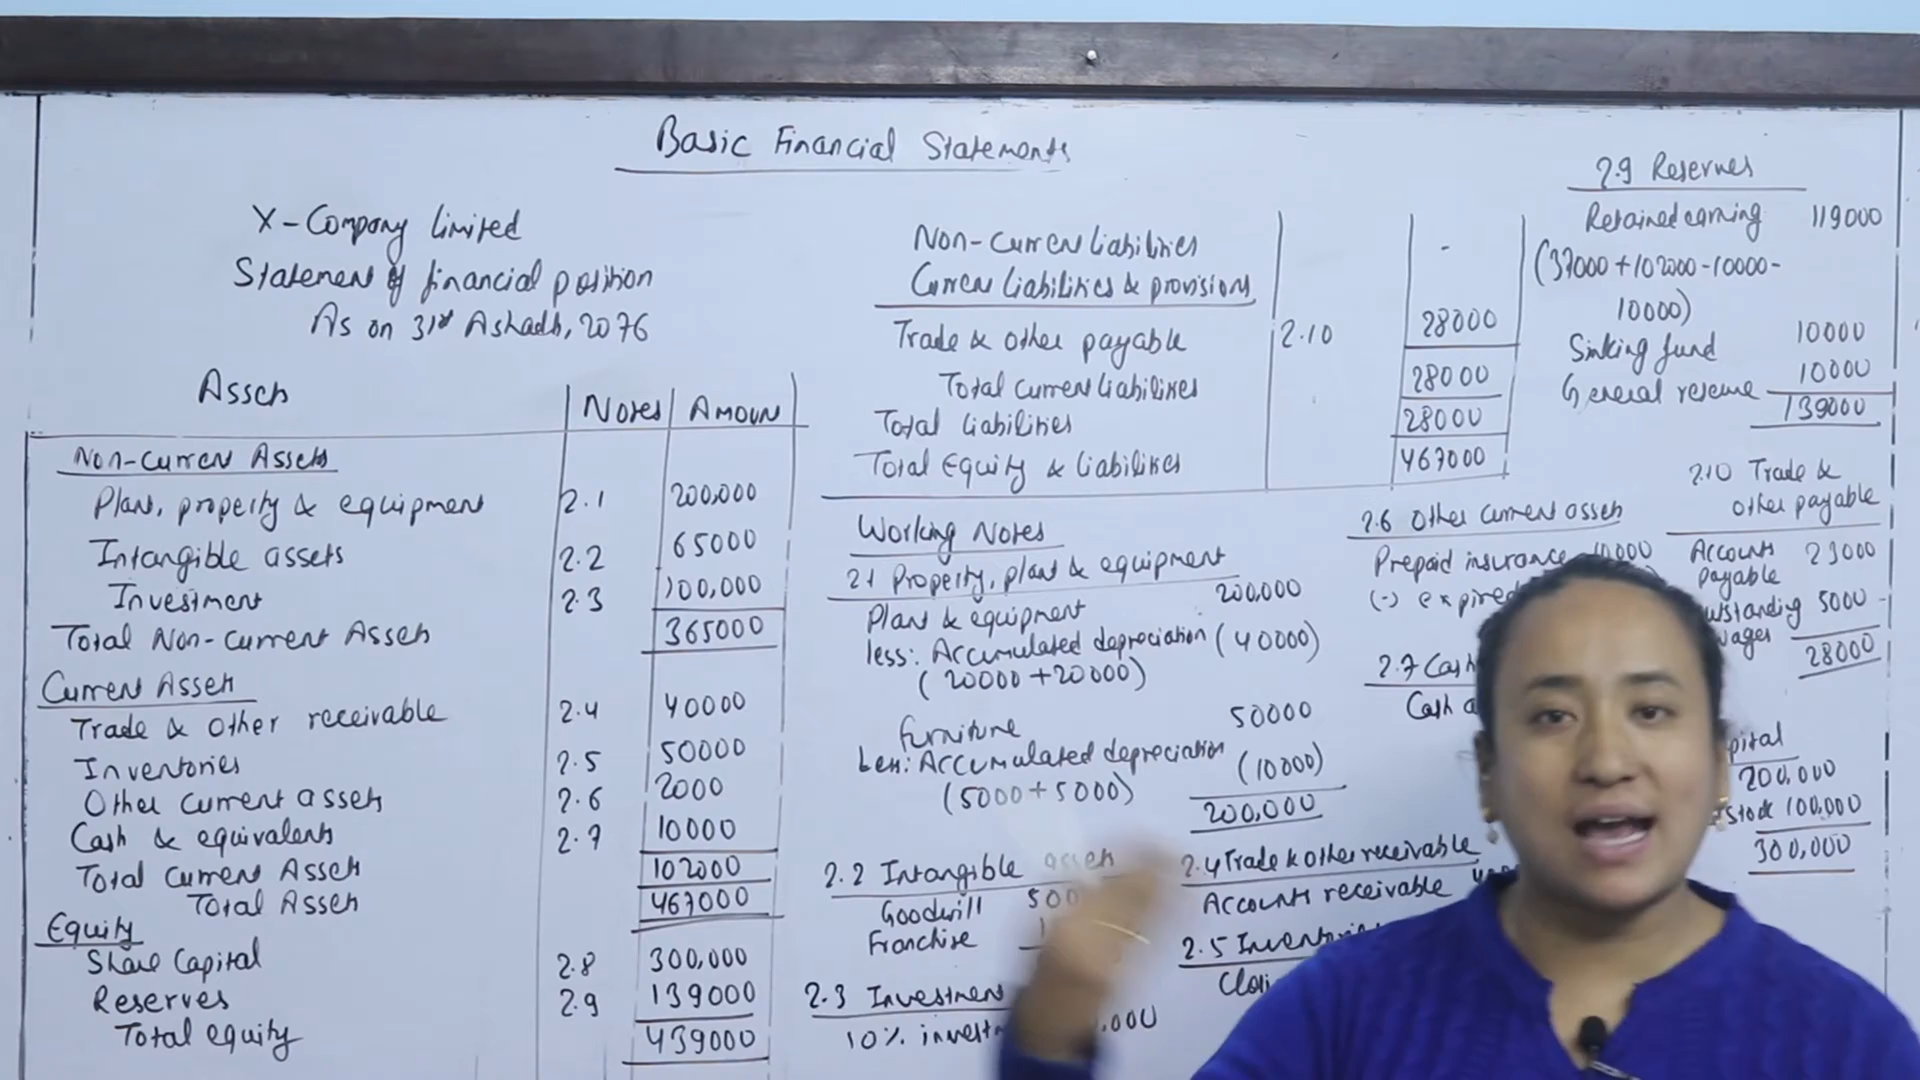 Basic Financial Statements
X-Company limited
Statement of financial position
As on 31st Ashadh, 2076
Assets | Notes | Amount
Non-current Assets
Plant, property & equipment 2.1 200,000
Intangible assets 2.2 65000
Investment 2.3 100,000
Total Non-current Assets 365000
Current Assets
Trade & other receivable 2.4 40000
Inventories 2.5 50000
Other current assets 2.6 2000
Cash & equivalents 2.7 10000
Total current Assets 102000
Total Assets 467000
Equity
Share Capital 2.8 300,000
Reserves 2.9 139000
Total equity 439000
Non-current liabilities -
Current liabilities & provisions
Trade & other payable 2.10 28000
Total current liabilities 28000
Total liabilities 28000
Total Equity & liabilities 467000
Working Notes
2.1 Property, plant & equipment
Plant & equipment 200,000
less: Accumulated depreciation (40000)
(20000+20000)
furniture 50000
Less: Accumulated depreciation (10000)
(5000+5000)
200,000
2.2 Intangible assets
Goodwill
Franchise
2.3 Investment
10%
2.4 Trade & other receivable
Accounts receivable
2.5
2.6 Other current assets
Prepaid insurance
(-) expired
2.7 Cash
Cash
200,000
100,000
300,000
2.9 Reserves
Retained earning 119000
(37000+102000-10000-
10000)
Sinking fund 10000
General reserve 10000
139000
2.10 Trade &
other payable
Accounts 23000
payable
5000
28000